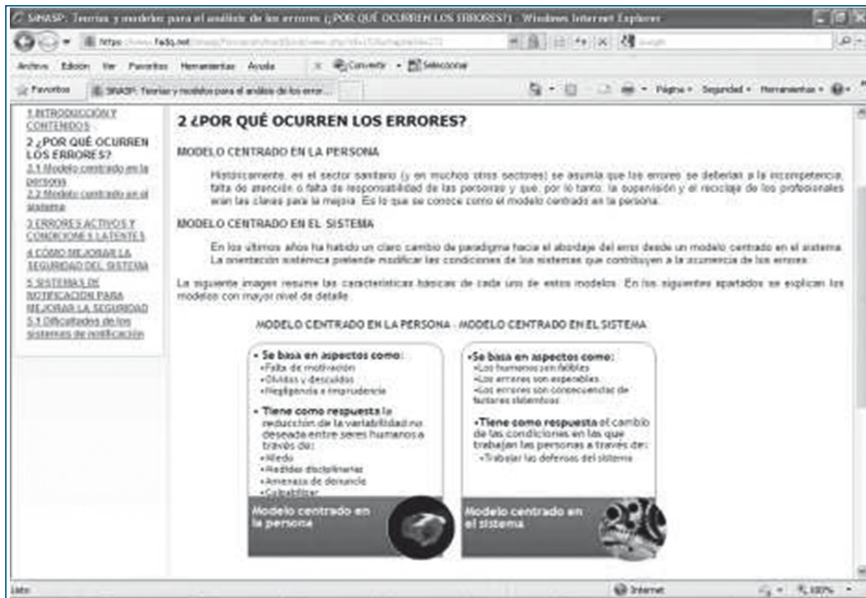 SiNASP: Teorías y modelos para el análisis de los errores (¿POR QUÉ OCURREN LOS ERRORES?) - Windows Internet Explorer
Archivo Edición Ver Favoritos Herramientas Ayuda Convertir Seleccionar
Favoritos SiNASP: Teorías y modelos para el análisis de los error...
Página Seguridad Herramientas
1 INTRODUCCIÓN Y
CONTENIDOS
2 ¿POR QUÉ OCURREN
LOS ERRORES?
2.1 Modelo centrado en la
persona
2.2 Modelo centrado en el
sistema
3 ERRORES ACTIVOS Y
CONDICIONES LATENTES
4 CÓMO MEJORAR LA
SEGURIDAD DEL SISTEMA
5 SISTEMAS DE
NOTIFICACIÓN PARA
MEJORAR LA SEGURIDAD
5.1 Dificultades de los
sistemas de notificación
2 ¿POR QUÉ OCURREN LOS ERRORES?
MODELO CENTRADO EN LA PERSONA
Históricamente, en el sector sanitario (y en muchos otros sectores) se asumía que los errores se deberían a la incompetencia,
falta de atención o falta de responsabilidad de las personas y que, por lo tanto, la supervisión y el reciclaje de los profesionales
eran las claves para la mejora. Es lo que se conoce como el modelo centrado en la persona.
MODELO CENTRADO EN EL SISTEMA
En los últimos años ha habido un claro cambio de paradigma hacia el abordaje del error desde un modelo centrado en el sistema.
La orientación sistémica pretende modificar las condiciones de los sistemas que contribuyen a la ocurrencia de los errores.
La siguiente imagen resume las características básicas de cada uno de estos modelos. En los siguientes apartados se explican los
modelos con mayor nivel de detalle.
MODELO CENTRADO EN LA PERSONA - MODELO CENTRADO EN EL SISTEMA
• Se basa en aspectos como:
•Falta de motivación
•Olvidos y descuidos
•Negligencia e imprudencia
• Tiene como respuesta la
reducción de la variabilidad no
deseada entre seres humanos a
través de:
•Miedo
•Medidas disciplinarias
•Amenaza de denuncia
•Culpabilizar
Modelo centrado en
la persona
•Se basa en aspectos como:
•Los humanos son falibles
•Los errores son esperables
•Los errores son consecuencias de
factores sistémicos
•Tiene como respuesta el cambio
de las condiciones en las que
trabajan las personas a través de:
•Trabajar las defensas del sistema
Modelo centrado en
el sistema
Listo Internet 100%